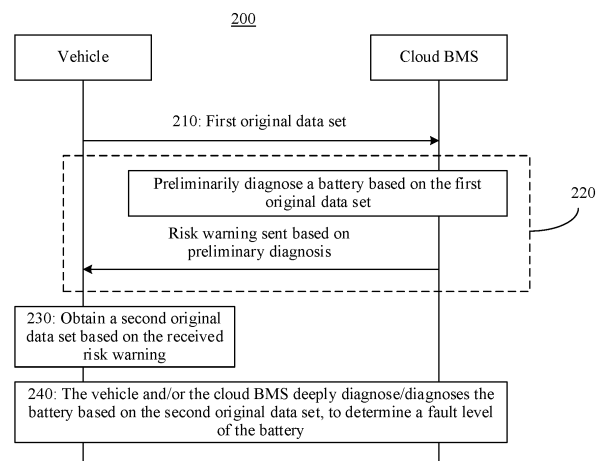 200
Vehicle
Cloud BMS
210: First original data set
Preliminarily diagnose a battery based on the first
original data set
220
Risk warning sent based on
preliminary diagnosis
230: Obtain a second original
data set based on the received
risk warning
240: The vehicle and/or the cloud BMS deeply diagnose/diagnoses the
battery based on the second original data set, to determine a fault level
of the battery